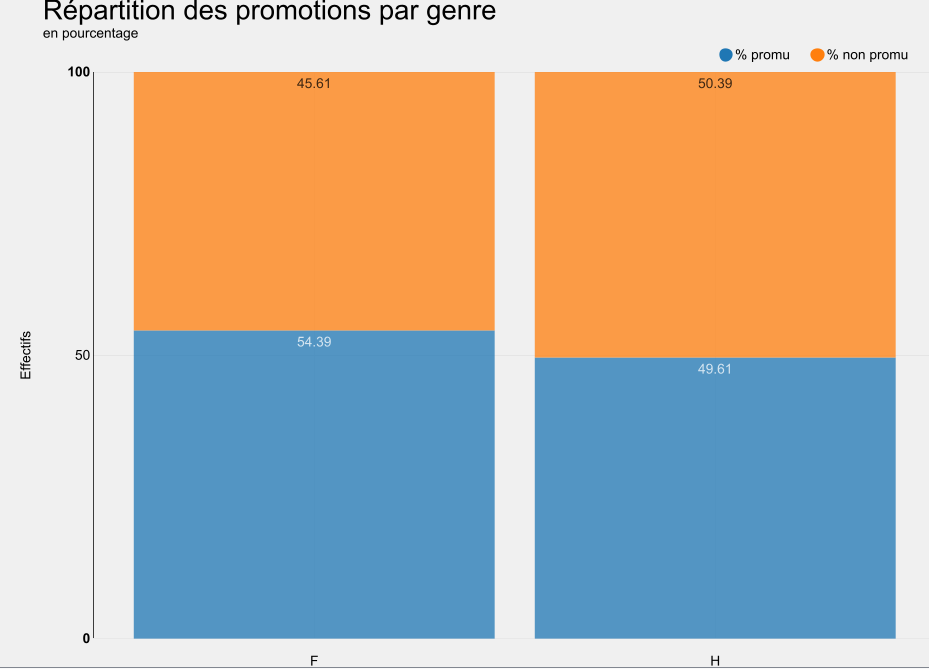 Répartition des promotions par genre
en pourcentage
% promu % non promu
100
45.61 50.39
54.39
50
49.61
Effectifs
0
F H